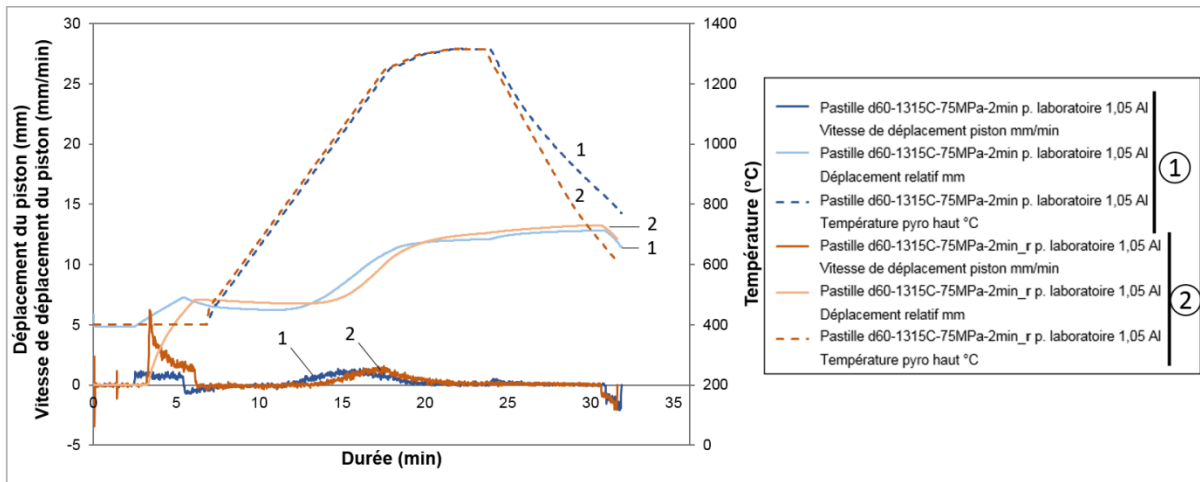 Déplacement du piston (mm)
Vitesse de déplacement du piston (mm/min)
30
25
20
15
10
5
0
-5
0
5
10
15
20
25
30
35
Durée (min)
1400
1200
1000
800
600
400
200
0
Température (°C)
1
2
2
1
1
2
Pastille d60-1315C-75MPa-2min p. laboratoire 1,05 Al
Vitesse de déplacement piston mm/min
Pastille d60-1315C-75MPa-2min p. laboratoire 1,05 Al
Déplacement relatif mm
Pastille d60-1315C-75MPa-2min p. laboratoire 1,05 Al
Température pyro haut °C
1
Pastille d60-1315C-75MPa-2min_r p. laboratoire 1,05 Al
Vitesse de déplacement piston mm/min
Pastille d60-1315C-75MPa-2min_r p. laboratoire 1,05 Al
Déplacement relatif mm
Pastille d60-1315C-75MPa-2min_r p. laboratoire 1,05 Al
Température pyro haut °C
2